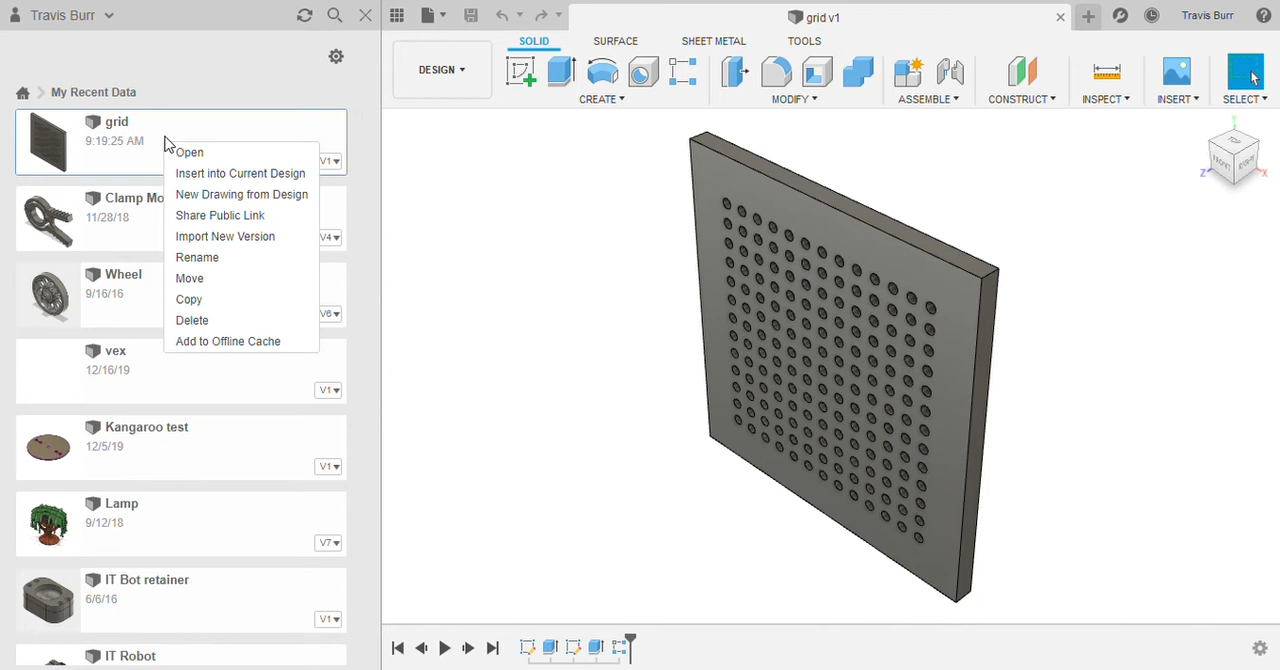 Travis Burr
grid v1
Travis Burr
SOLID
SURFACE
SHEET METAL
TOOLS
DESIGN
CREATE
MODIFY
ASSEMBLE
CONSTRUCT
INSPECT
INSERT
SELECT
My Recent Data
grid
9:19:25 AM
V1
Open
Insert into Current Design
New Drawing from Design
Share Public Link
Import New Version
Rename
Move
Copy
Delete
Add to Offline Cache
Clamp Mo
11/28/18
V4
Wheel
9/16/16
V6
vex
12/16/19
V1
Kangaroo test
12/5/19
V1
Lamp
9/12/18
V7
IT Bot retainer
6/6/16
V1
IT Robot
Y
TOP
FRONT
RIGHT
Z
X